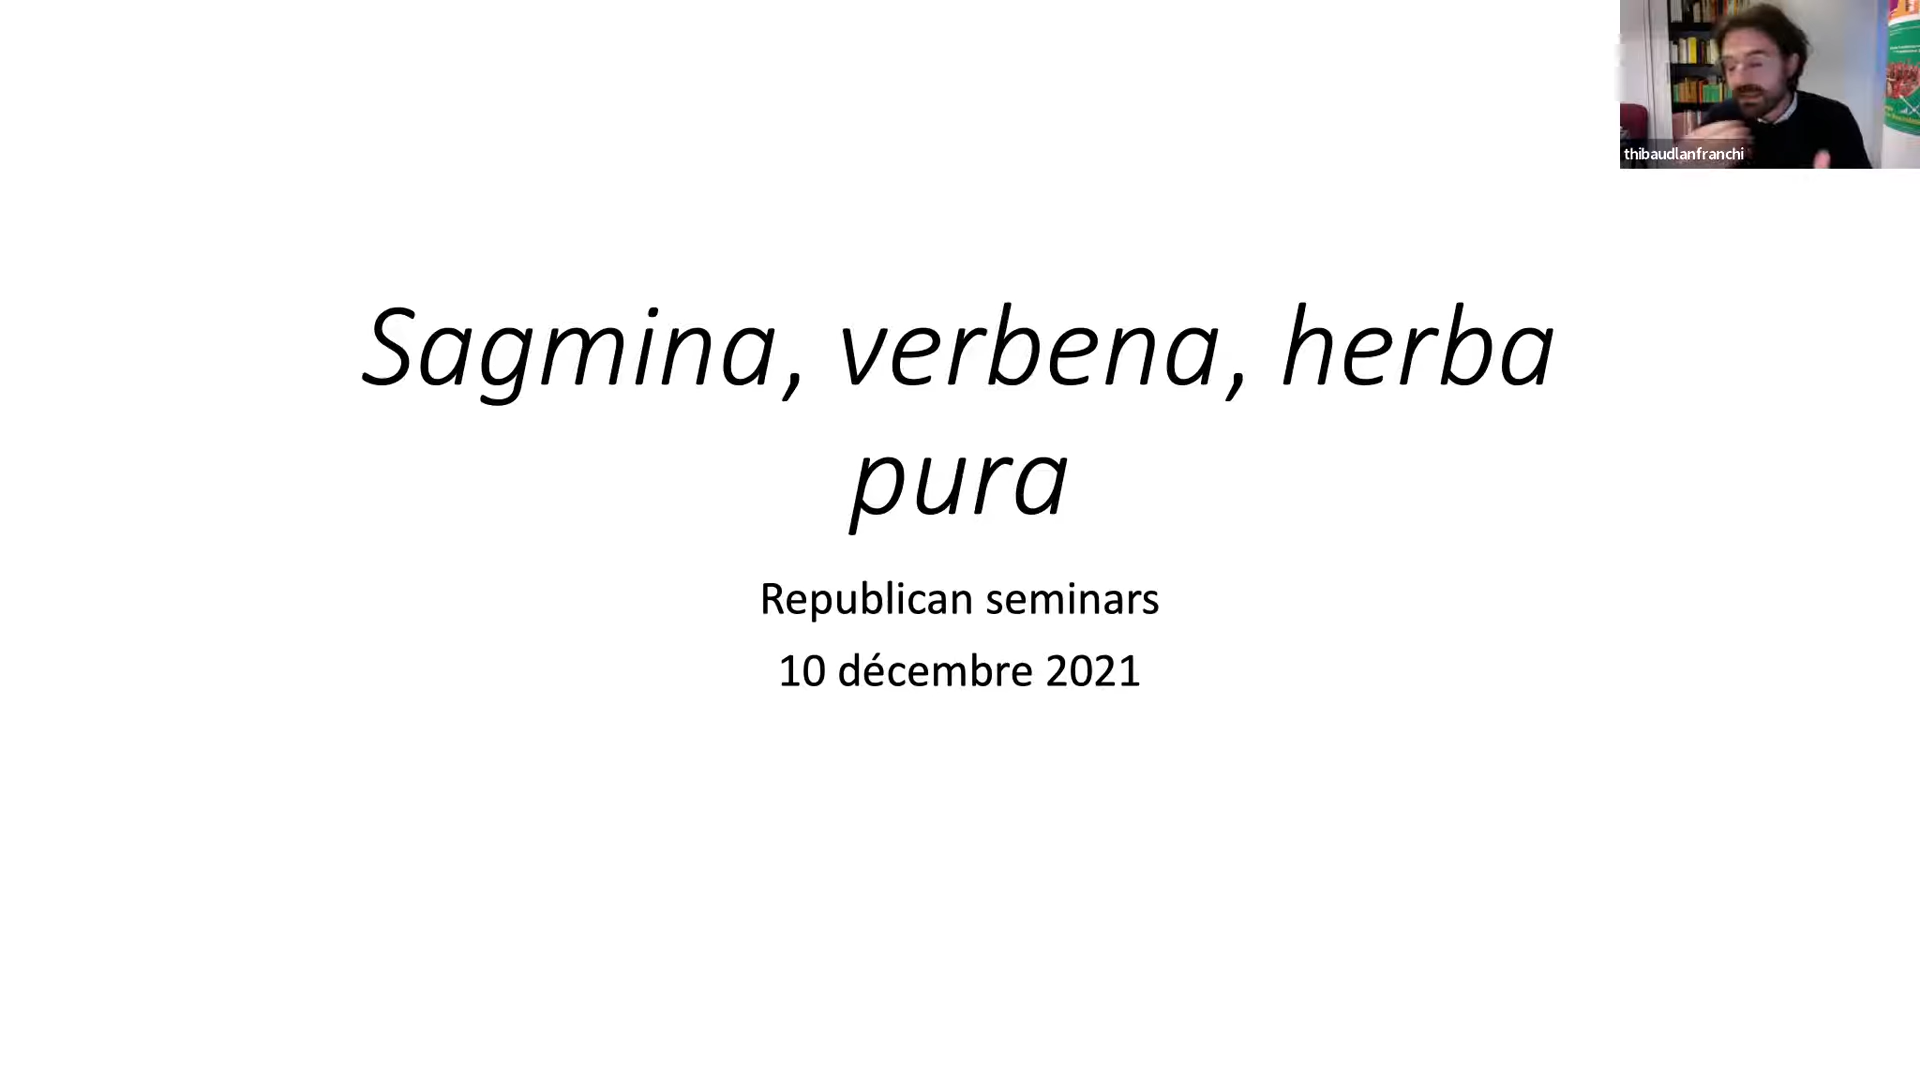 thibaudlanfranchi
Sagmina, verbena, herba
pura
Republican seminars
10 décembre 2021